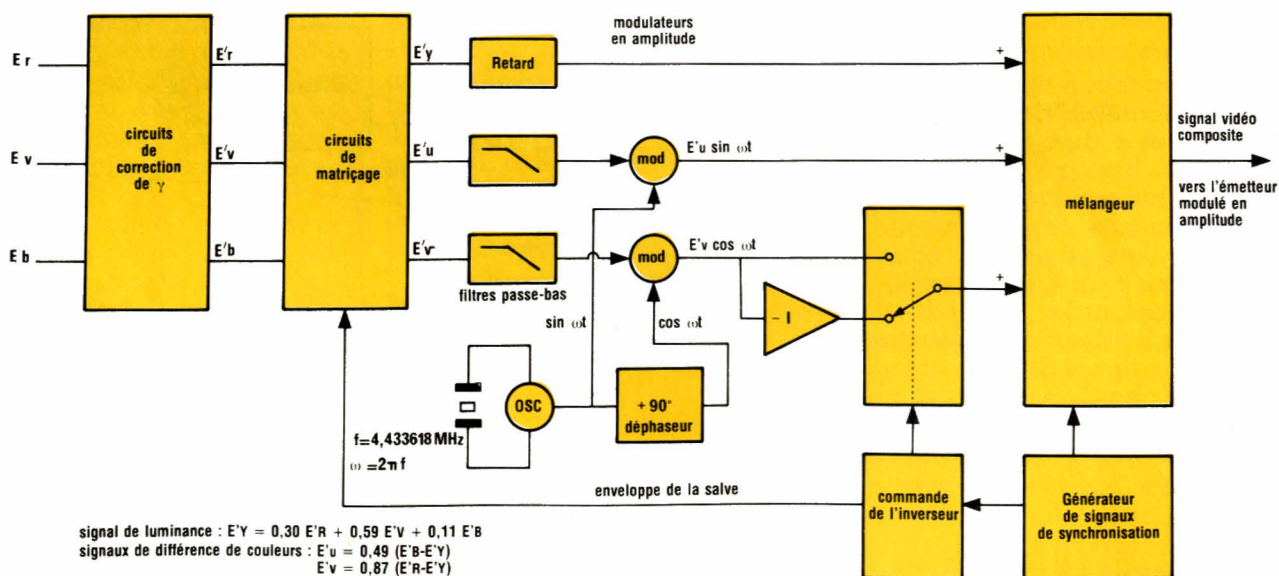 modulateurs
en amplitude
E r
E'r
E'y
Retard
+
E v
circuits
de
correction
de γ
E'v
circuits
de
matriçage
E'u
mod
E'u sin ωt
+
mélangeur
signal vidéo
composite
vers l'émetteur
modulé en
amplitude
E b
E'b
E'v
mod
E'v cos ωt
+
filtres passe-bas
sin ωt
cos ωt
- I
OSC
+ 90°
déphaseur
f=4,433618 MHz
ω =2π f
enveloppe de la salve
commande
de l'inverseur
Générateur
de signaux
de synchronisation
signal de luminance : E'Y = 0,30 E'R + 0,59 E'V + 0,11 E'B
signaux de différence de couleurs : E'u = 0,49 (E'B-E'Y)
E'v = 0,87 (E'R-E'Y)